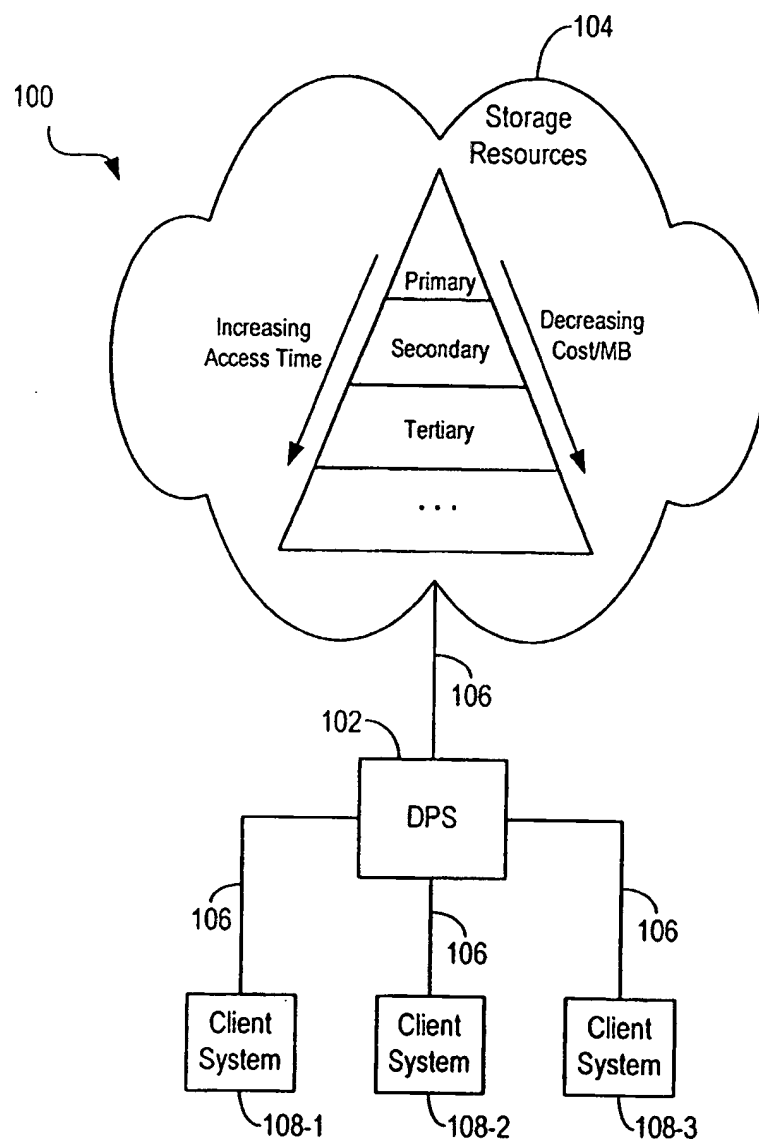 104
100
Storage
Resources
Primary
Increasing
Access Time
Decreasing
Cost/MB
Secondary
Tertiary
...
106
102
DPS
106
106
106
Client
System
Client
System
Client
System
108-1
108-2
108-3